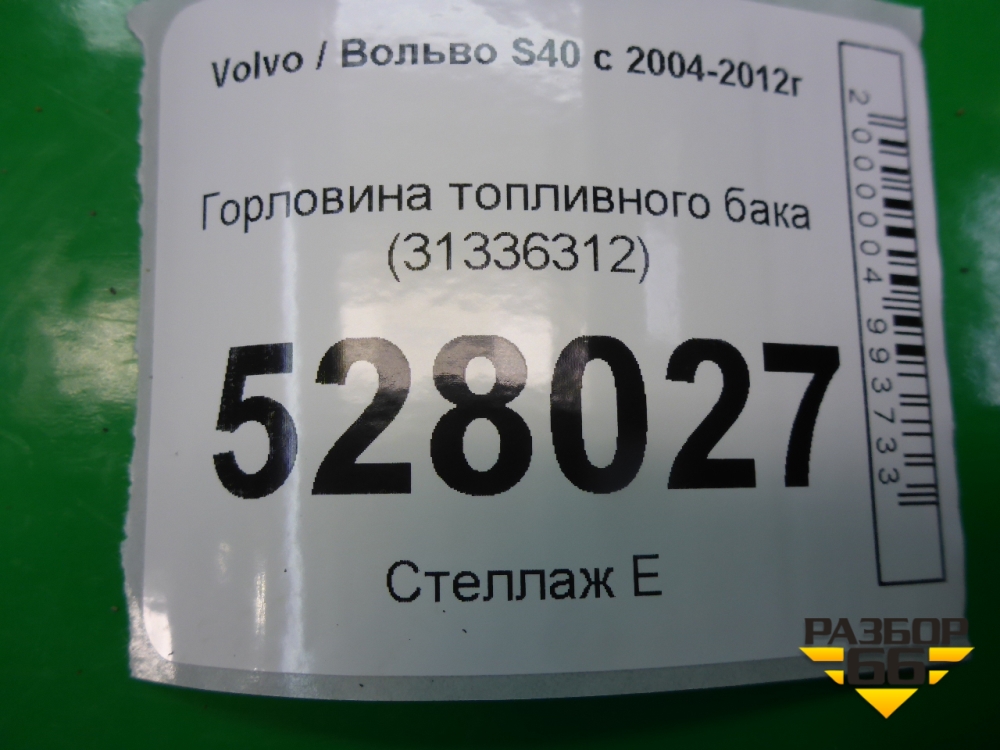 Volvo / Вольво S40 с 2004-2012г
Горловина топливного бака
(31336312)
528027
Стеллаж Е
2000004993733
РАЗБОР
66